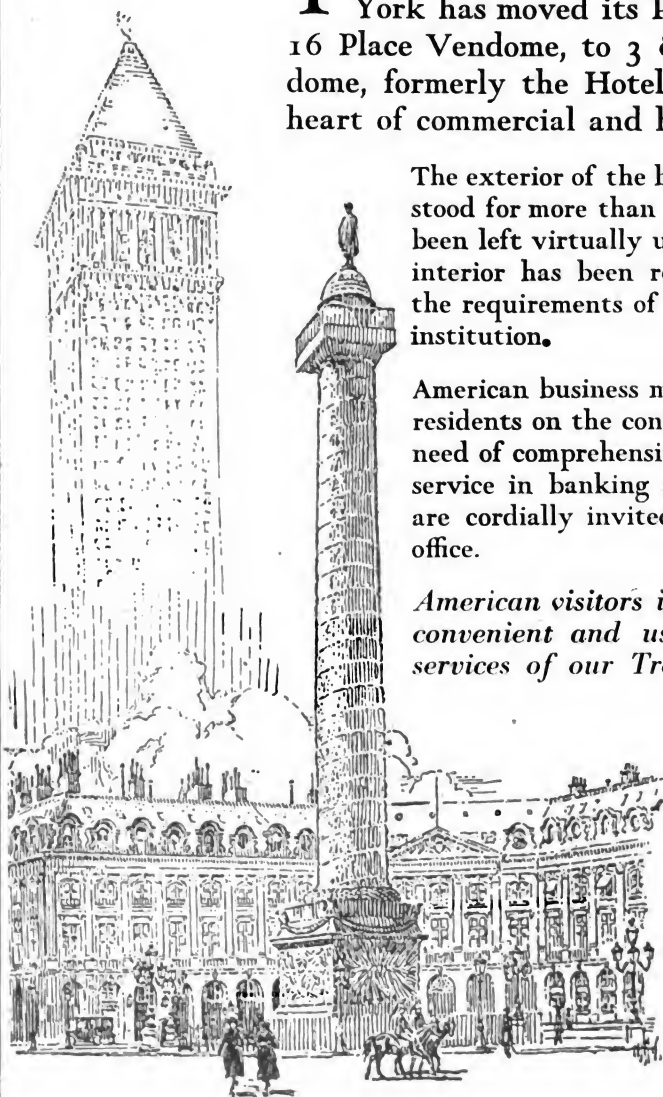 York has moved its
16 Place Vendome, to 3
dome, formerly the Hotel
heart of commercial and
The exterior of the
stood for more than
been left virtually
interior has been
the requirements of
institution.
American business
residents on the
need of
service in banking
are cordially invited
office.
American visitors
convenient and
services of our